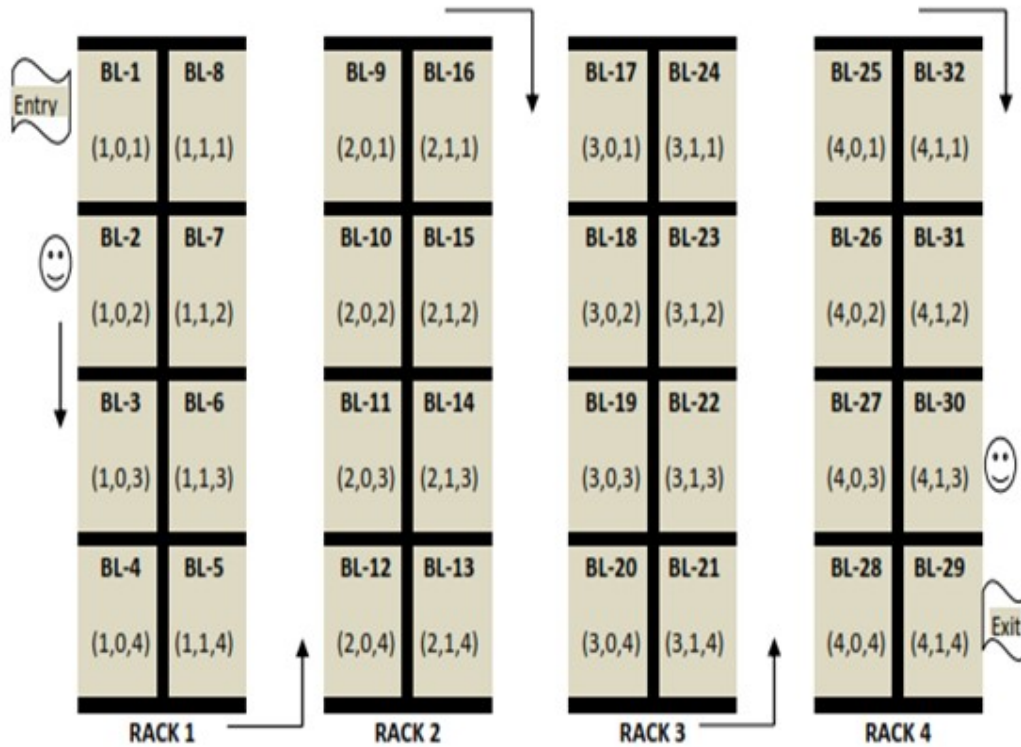 BL-1 BL-8 BL-9 BL-16 BL-17 BL-24 BL-25 BL-32
Entry
(1,0,1) (1,1,1) (2,0,1) (2,1,1) (3,0,1) (3,1,1) (4,0,1) (4,1,1)
BL-2 BL-7 BL-10 BL-15 BL-18 BL-23 BL-26 BL-31
(1,0,2) (1,1,2) (2,0,2) (2,1,2) (3,0,2) (3,1,2) (4,0,2) (4,1,2)
BL-3 BL-6 BL-11 BL-14 BL-19 BL-22 BL-27 BL-30
(1,0,3) (1,1,3) (2,0,3) (2,1,3) (3,0,3) (3,1,3) (4,0,3) (4,1,3)
BL-4 BL-5 BL-12 BL-13 BL-20 BL-21 BL-28 BL-29
Exit
(1,0,4) (1,1,4) (2,0,4) (2,1,4) (3,0,4) (3,1,4) (4,0,4) (4,1,4)
RACK 1 RACK 2 RACK 3 RACK 4